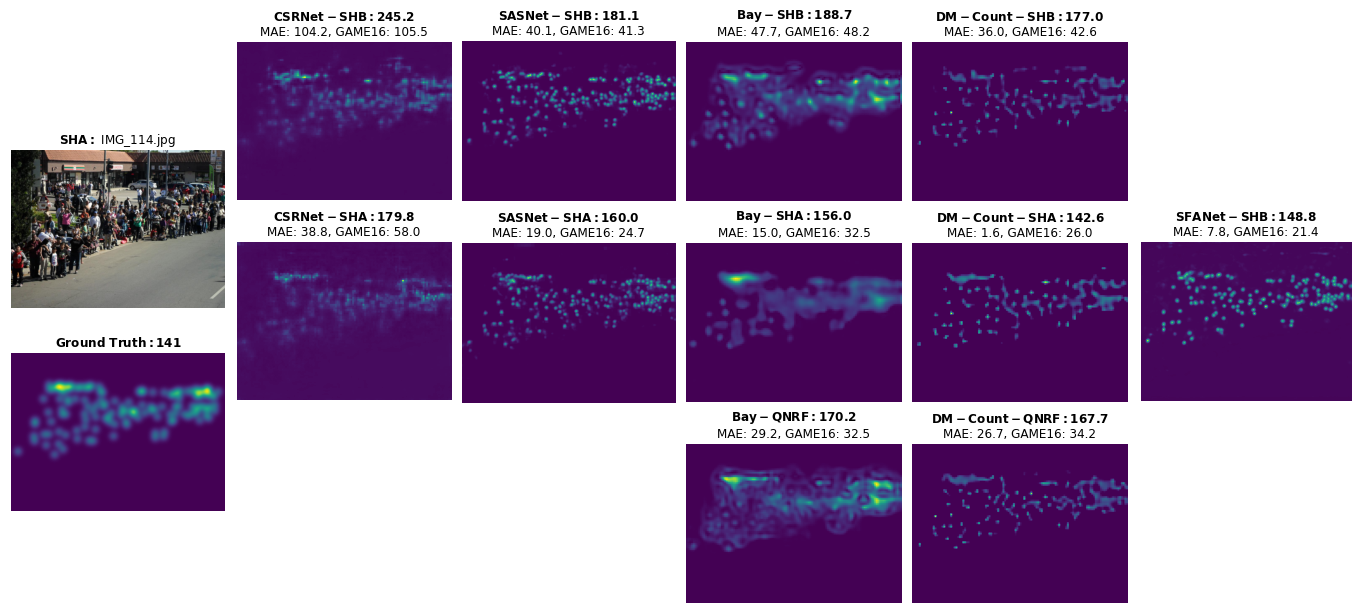 CSRNet − SHB : 245.2
MAE: 104.2, GAME16: 105.5
SASNet − SHB : 181.1
MAE: 40.1, GAME16: 41.3
Bay − SHB : 188.7
MAE: 47.7, GAME16: 48.2
DM − Count − SHB : 177.0
MAE: 36.0, GAME16: 42.6
SHA : IMG_114.jpg
CSRNet − SHA : 179.8
MAE: 38.8, GAME16: 58.0
SASNet − SHA : 160.0
MAE: 19.0, GAME16: 24.7
Bay − SHA : 156.0
MAE: 15.0, GAME16: 32.5
DM − Count − SHA : 142.6
MAE: 1.6, GAME16: 26.0
SFANet − SHB : 148.8
MAE: 7.8, GAME16: 21.4
Ground Truth : 141
Bay − QNRF : 170.2
MAE: 29.2, GAME16: 32.5
DM − Count − QNRF : 167.7
MAE: 26.7, GAME16: 34.2